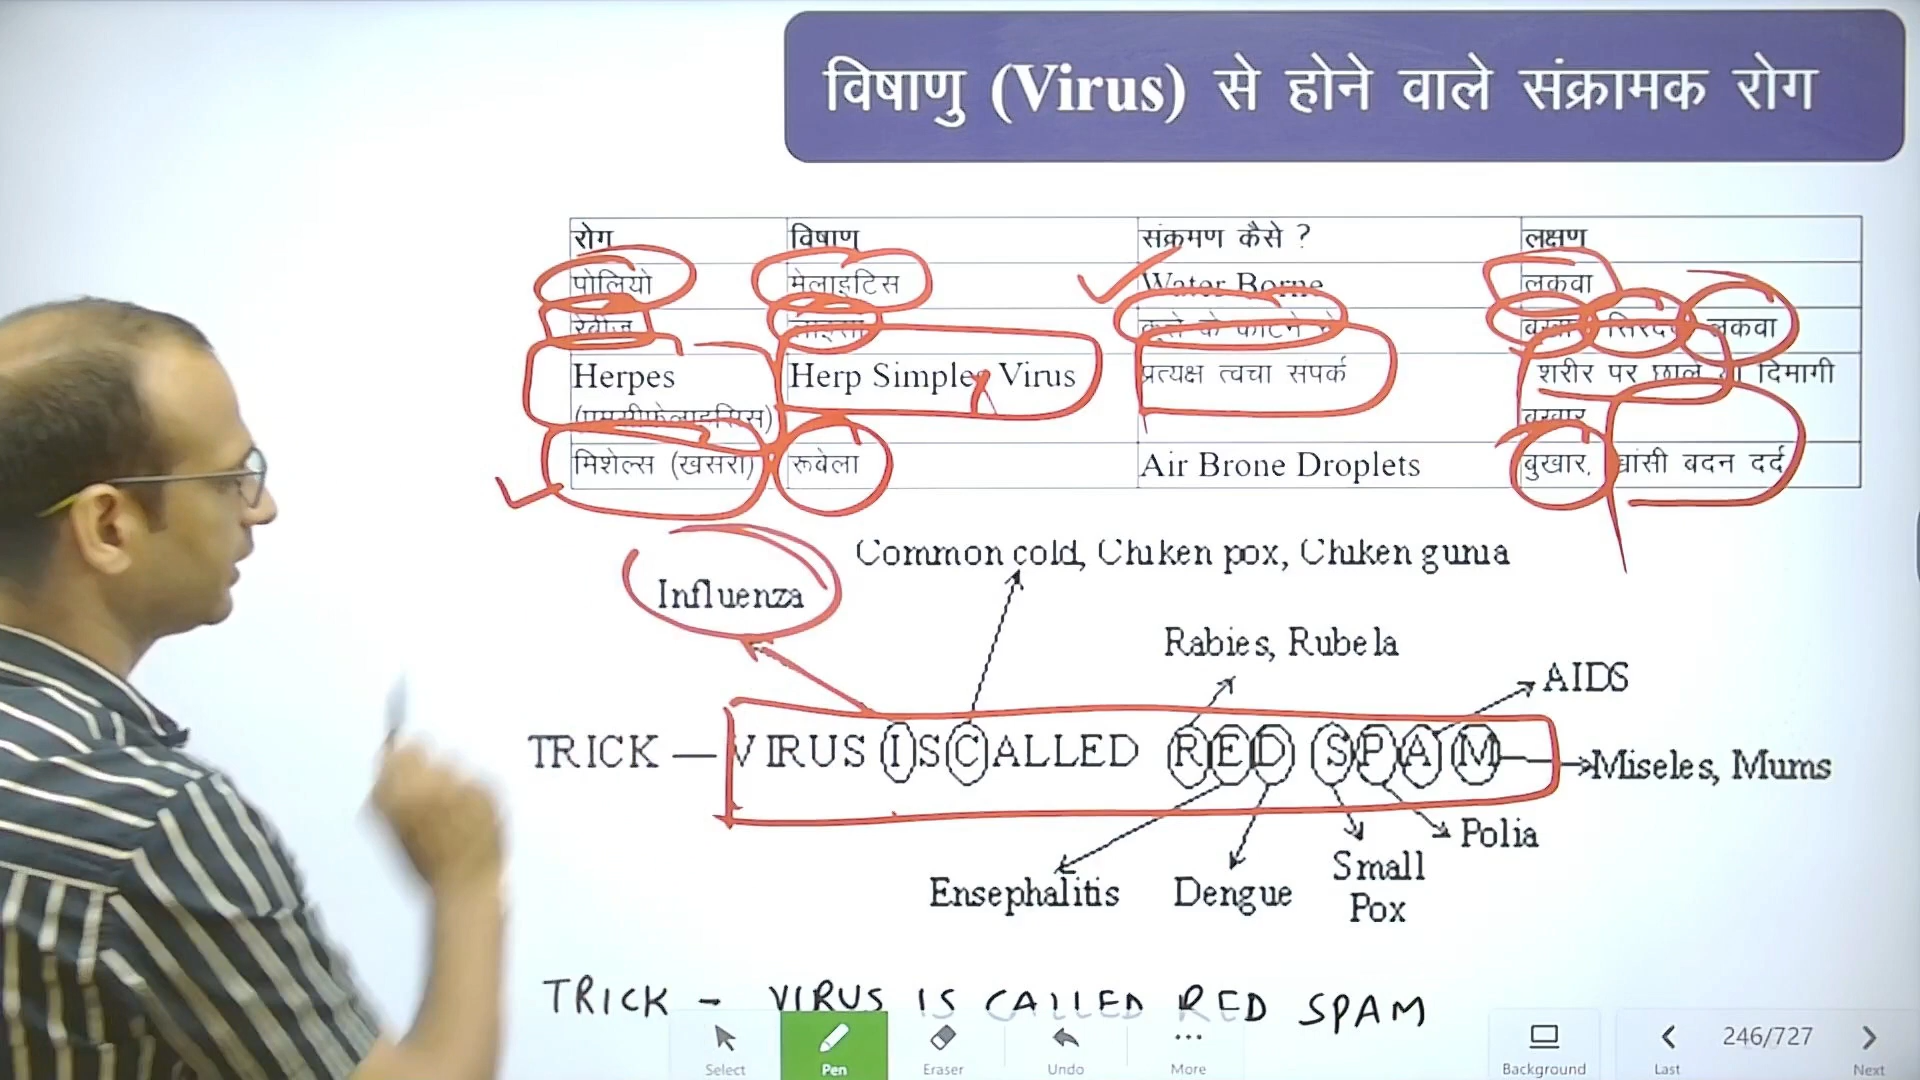 विषाणु (Virus) से होने वाले संक्रामक रोग
रोग विषाणु संक्रमण कैसे ? लक्षण
पोलियो मेलाइटिस Water Borne लकवा
रेबीज लकवा
Herpes Herp Simplex Virus प्रत्यक्ष त्वचा सपर्क शरीर पर छाले दिमागी
बुखार
मिशेल्स (खसरा) रूबेला Air Brone Droplets बुखार, खांसी बदन दर्द
Common cold, Chiken pox, Chiken gunia
Influenza
Rabies, Rubela
AIDS
TRICK — VIRUS IS CALLED RED SPAM
Miseles, Mums
Polia
Ensephalitis Dengue Small
Pox
TRICK - VIRUS IS CALLED RED SPAM
Select Pen Eraser Undo More Background Last 246/727 Next